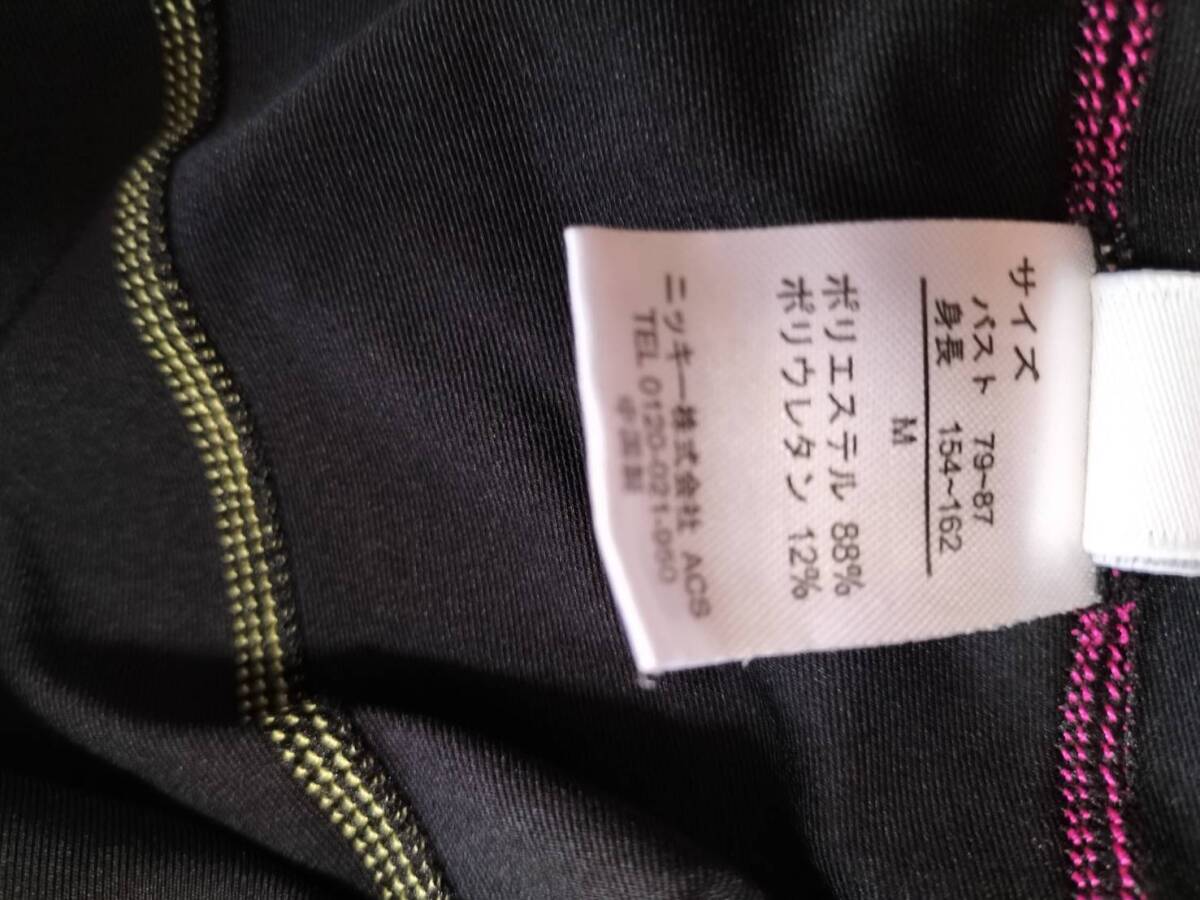 サイズ
バスト 79~87
身長 154~162
M
ポリエステル 88%
ポリウレタン 12%
ニッキー株式会社 ACS
TEL 0120-021-
中国製